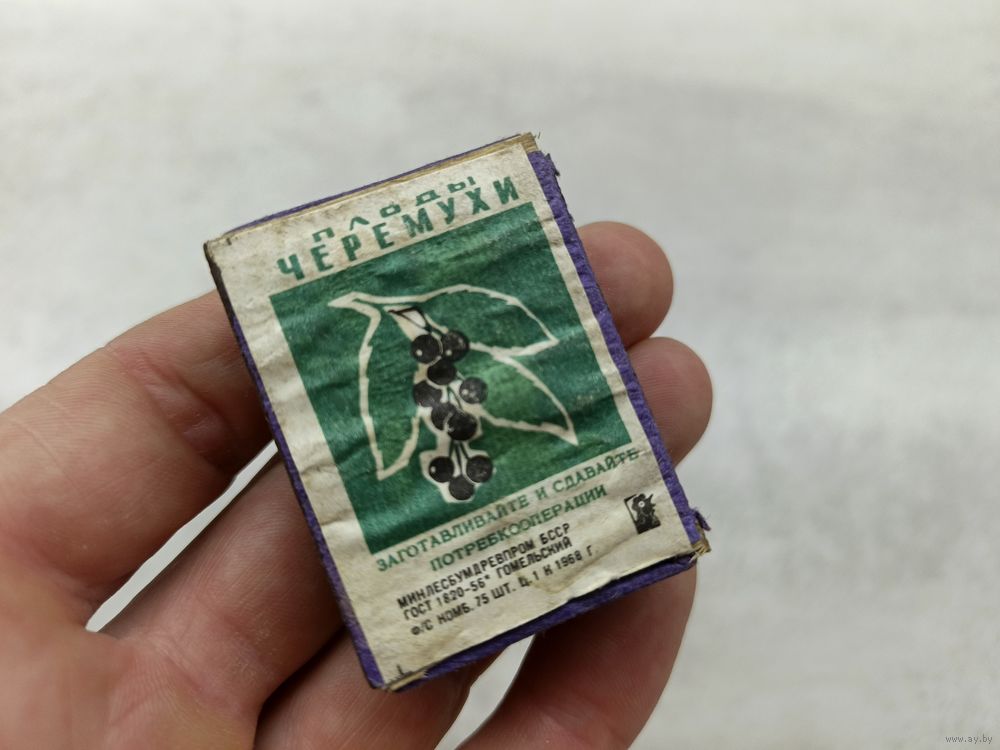 ПЛОДЫ
ЧЕРЕМУХИ
ЗАГОТАВЛИВАЙТЕ И СДАВАЙТЕ
ПОТРЕБКООПЕРАЦИИ
МИНЛЕСБУМДРЕВПРОМ БССР
ГОСТ 1820-56* ГОМЕЛЬСКИЙ
Ф/С КОМБ. 75 ШТ. Ц. 1 К 1968 г.
www.ay.by